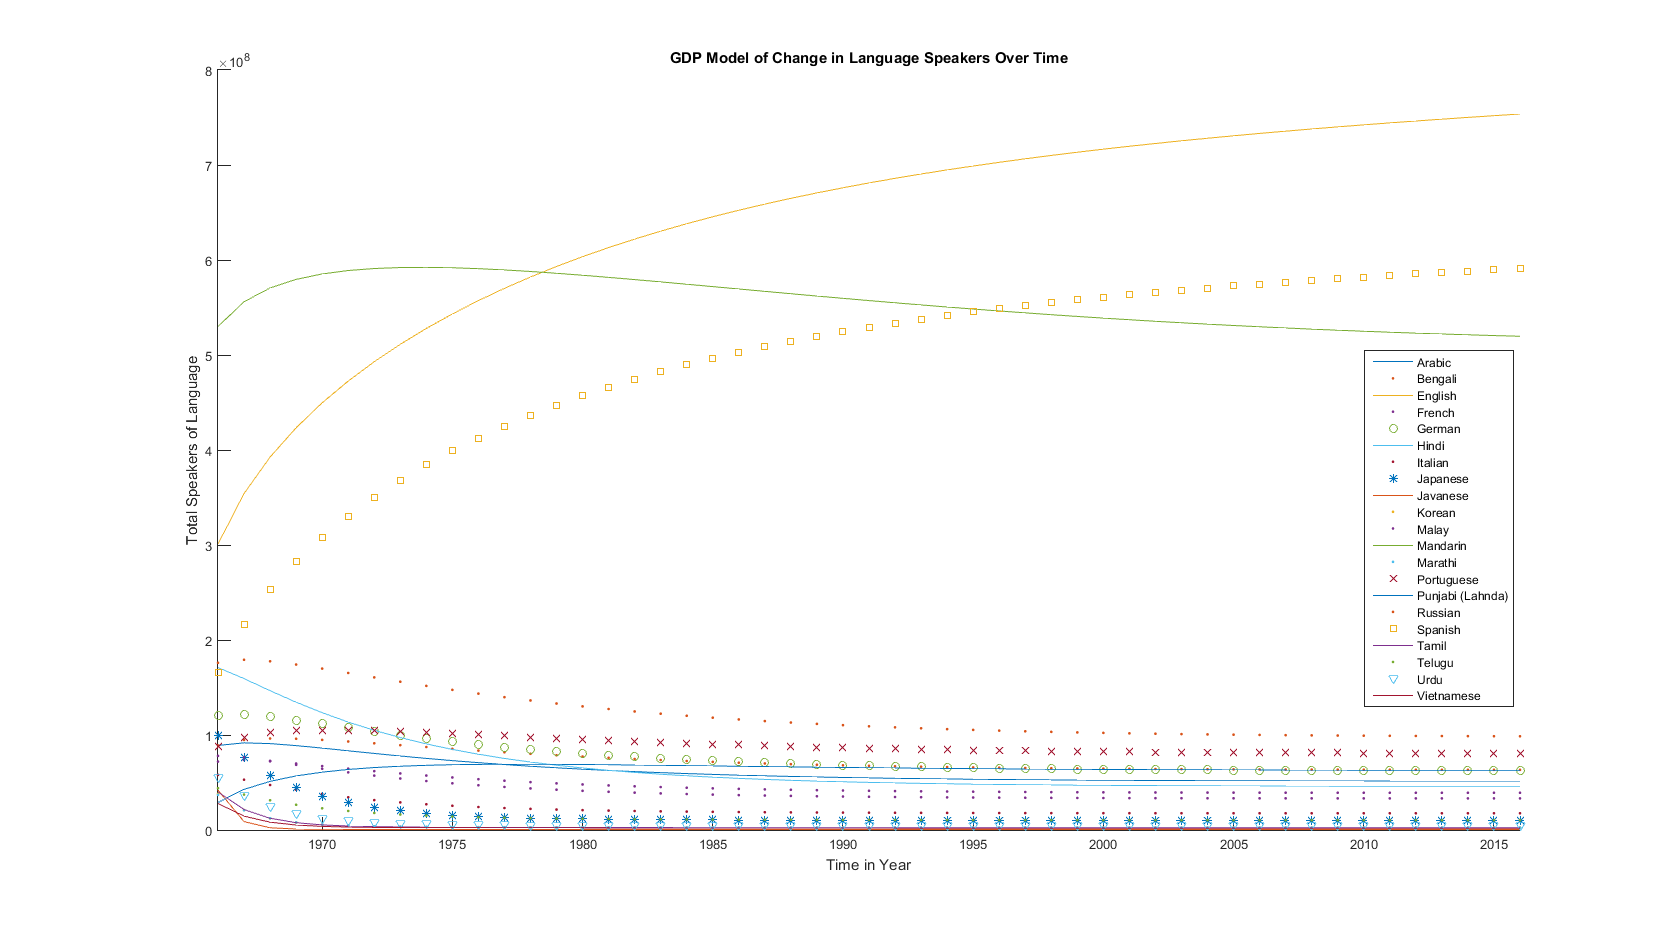 GDP Model of Change in Language Speakers Over Time
×10⁸
8
7
6
5
4
3
2
1
0
Total Speakers of Language
Arabic
Bengali
English
French
German
Hindi
Italian
Japanese
Javanese
Korean
Malay
Mandarin
Marathi
Portuguese
Punjabi (Lahnda)
Russian
Spanish
Tamil
Telugu
Urdu
Vietnamese
1970 1975 1980 1985 1990 1995 2000 2005 2010 2015
Time in Year